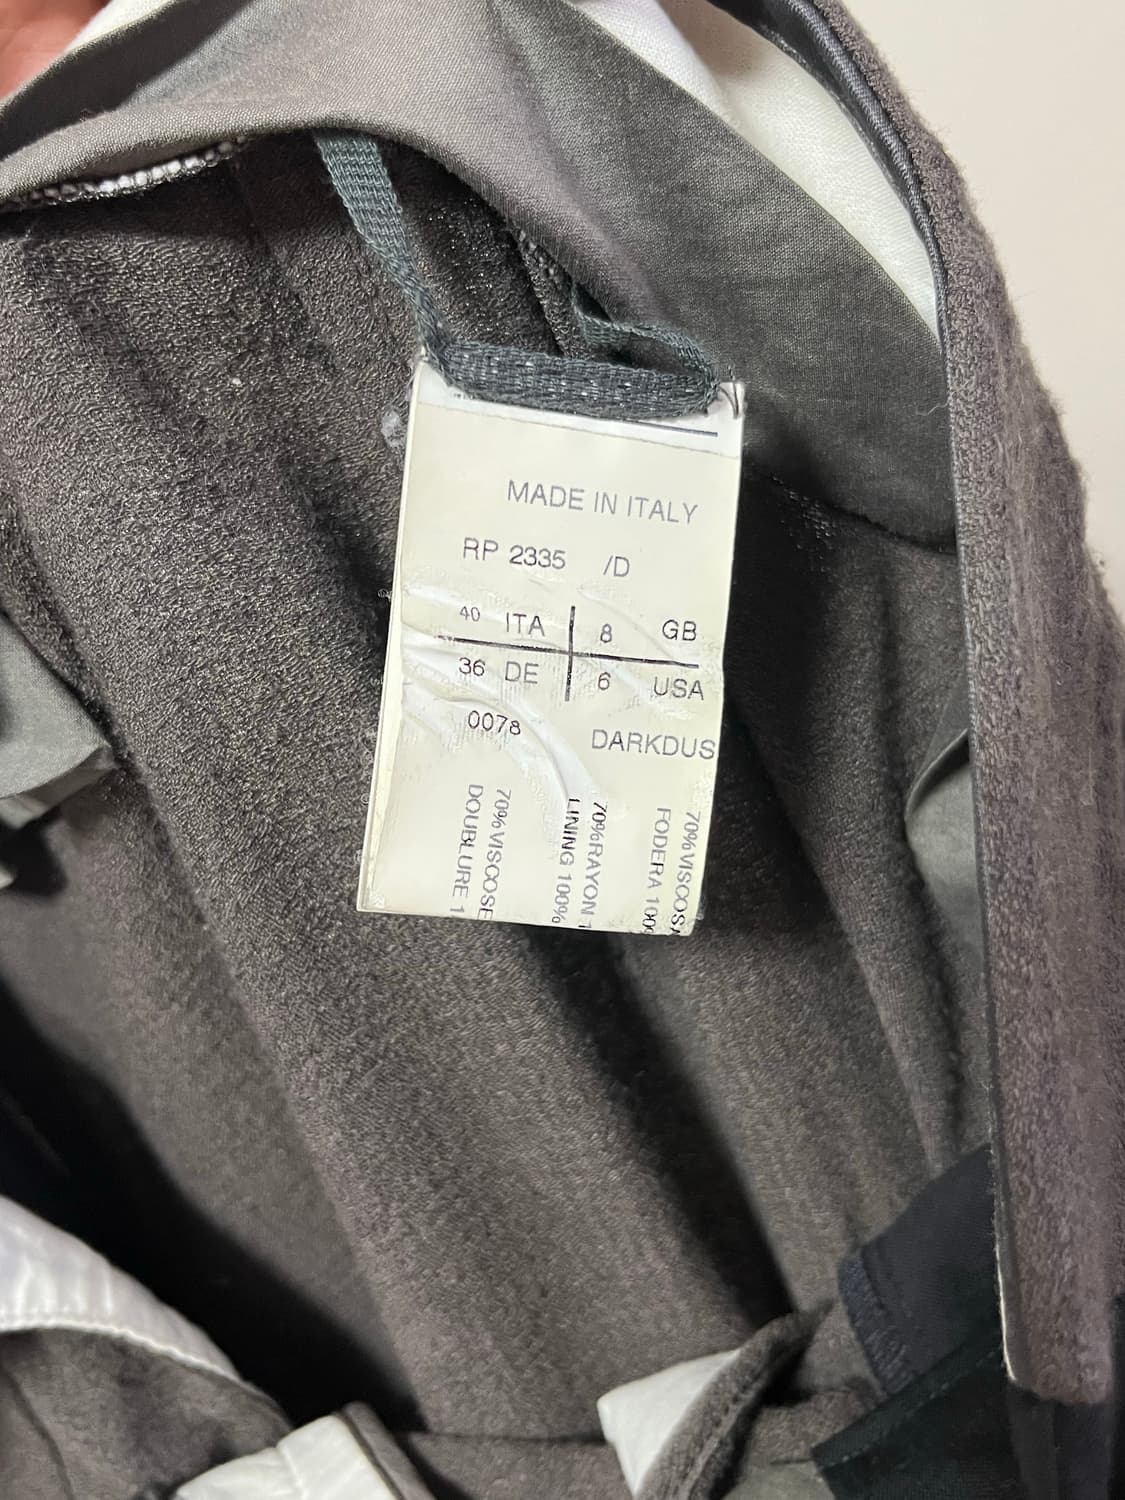 MADE IN ITALY
RP 2335 /D
40 ITA 8 GB
36 DE 6 USA
0078 DARKDUS
70% VISCOS
FODERA 100
70%RAYON 1
LINING 100%
70% VISCOSE
DOUBLURE 1